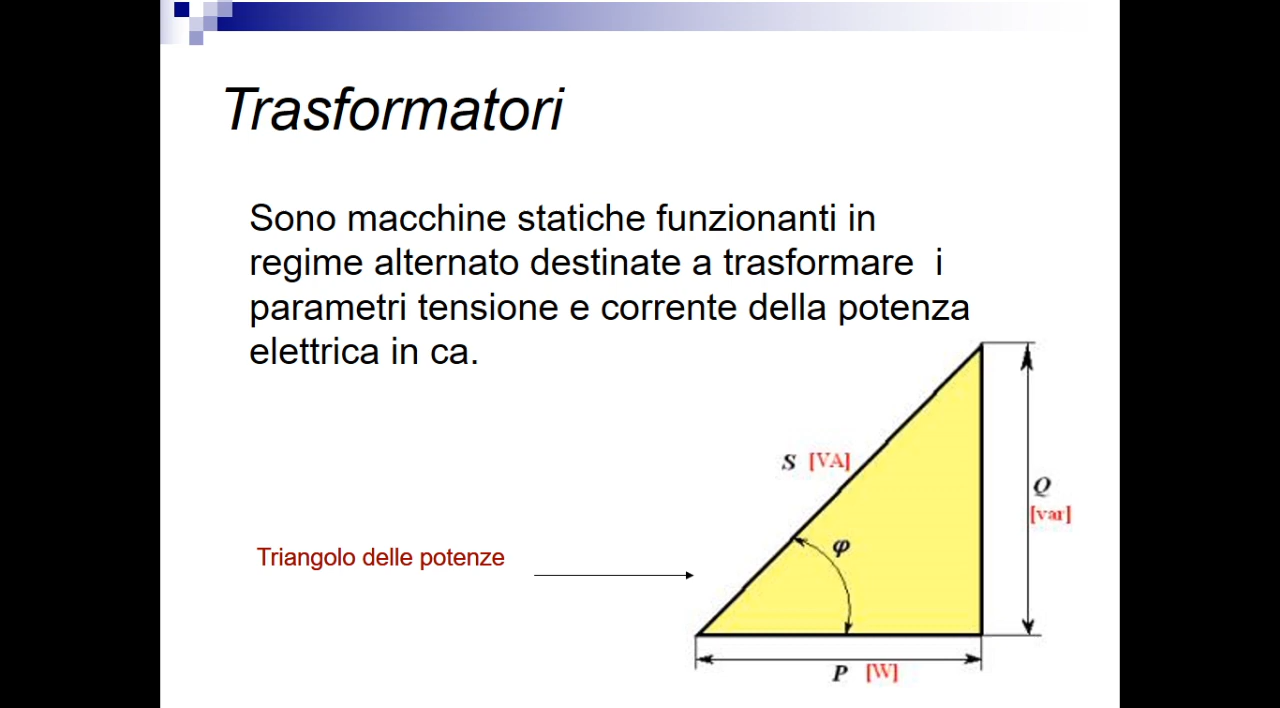 Trasformatori
Sono macchine statiche funzionanti in
regime alternato destinate a trasformare i
parametri tensione e corrente della potenza
elettrica in ca.
S [VA]
Q
[var]
φ
Triangolo delle potenze
P [W]